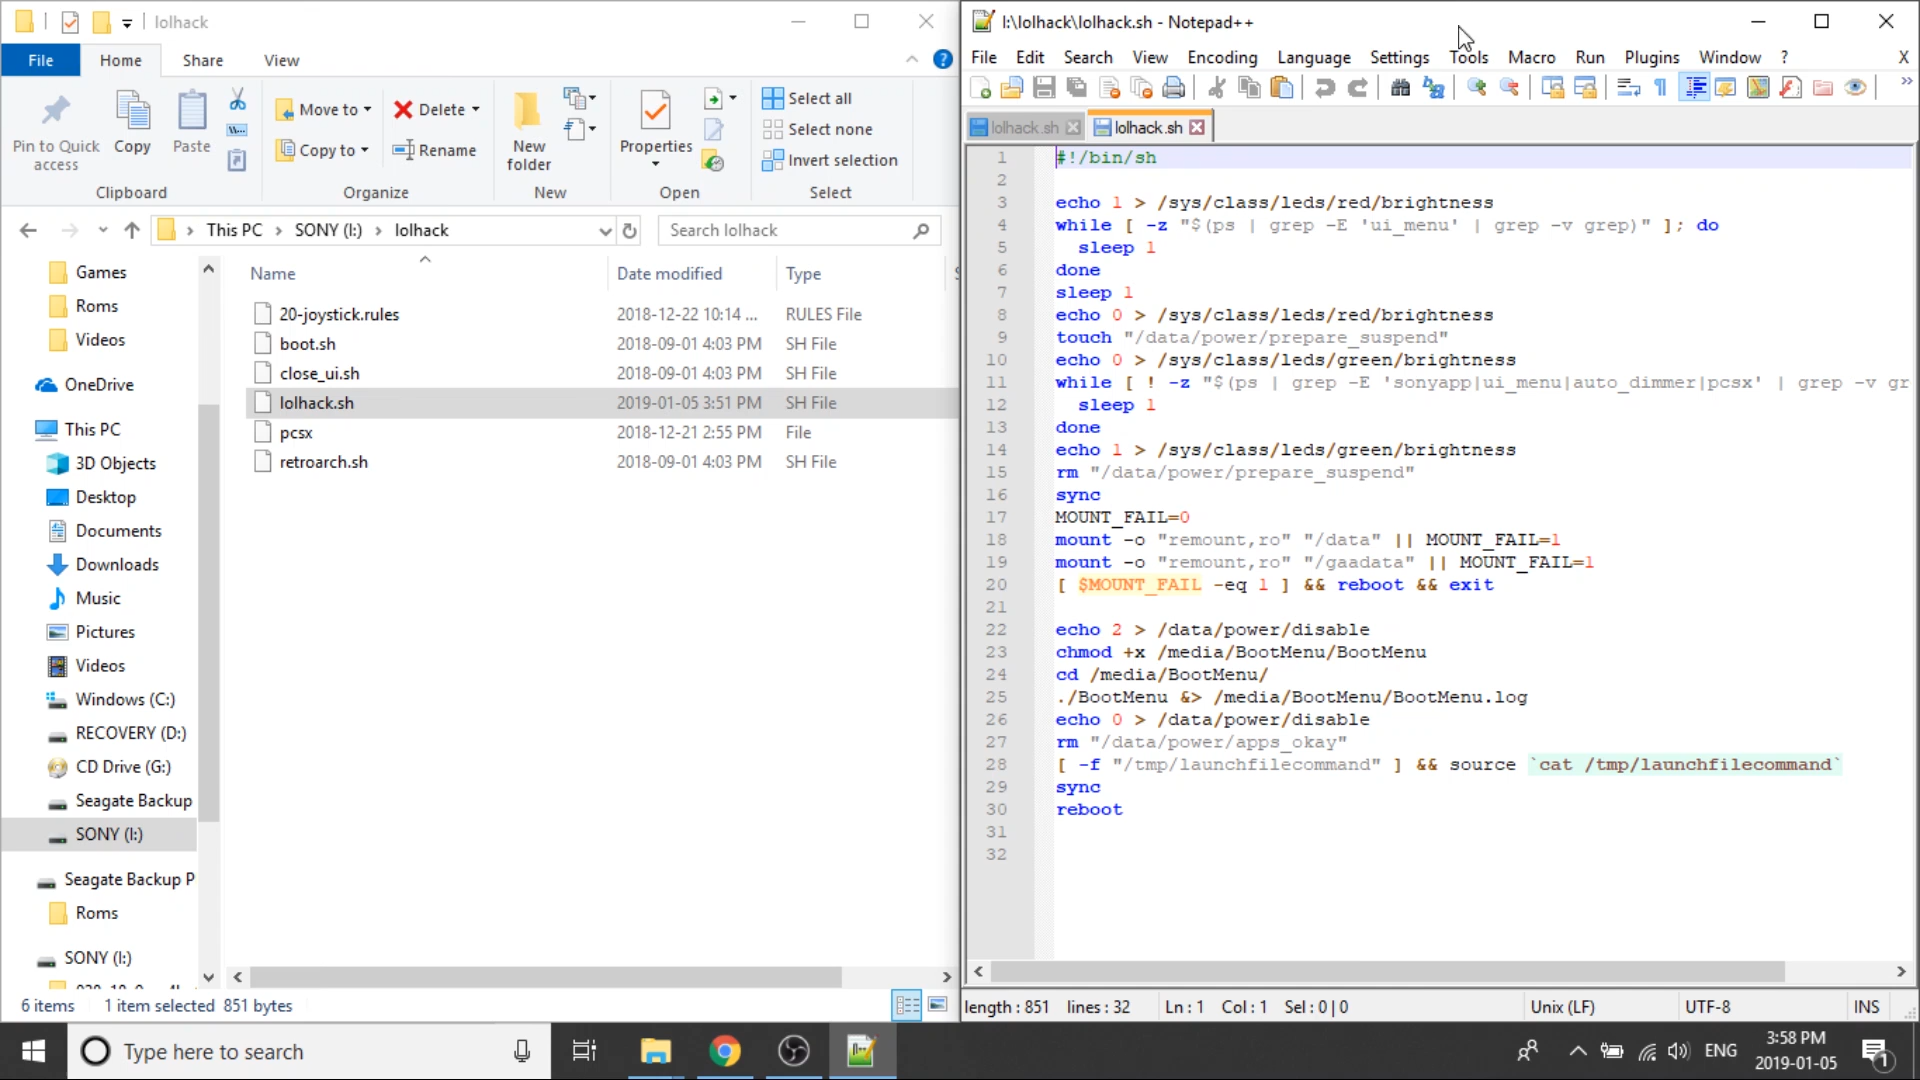 lolhack
File Home Share View
Pin to Quick access
Copy
Paste
Move to
Copy to
Delete
Rename
New folder
Properties
Select all
Select none
Invert selection
Clipboard Organize New Open Select
This PC SONY (I:) lolhack
Search lolhack
Games
Roms
Videos
OneDrive
This PC
3D Objects
Desktop
Documents
Downloads
Music
Pictures
Videos
Windows (C:)
RECOVERY (D:)
CD Drive (G:)
Seagate Backup
SONY (I:)
Seagate Backup P
Roms
SONY (I:)
Name Date modified Type
20-joystick.rules 2018-12-22 10:14 ... RULES File
boot.sh 2018-09-01 4:03 PM SH File
close_ui.sh 2018-09-01 4:03 PM SH File
lolhack.sh 2019-01-05 3:51 PM SH File
pcsx 2018-12-21 2:55 PM File
retroarch.sh 2018-09-01 4:03 PM SH File
6 items 1 item selected 851 bytes
I:\lolhack\lolhack.sh - Notepad++
File Edit Search View Encoding Language Settings Tools Macro Run Plugins Window ? X
lolhack.sh lolhack.sh
1 #!/bin/sh
2
3 echo 1 > /sys/class/leds/red/brightness
4 while [ -z "$(ps | grep -E 'ui_menu' | grep -v grep)" ]; do
5 sleep 1
6 done
7 sleep 1
8 echo 0 > /sys/class/leds/red/brightness
9 touch "/data/power/prepare_suspend"
10 echo 0 > /sys/class/leds/green/brightness
11 while [ ! -z "$(ps | grep -E 'sonyapp|ui_menu|auto_dimmer|pcsx' | grep -v gr
12 sleep 1
13 done
14 echo 1 > /sys/class/leds/green/brightness
15 rm "/data/power/prepare_suspend"
16 sync
17 MOUNT_FAIL=0
18 mount -o "remount,ro" "/data" || MOUNT_FAIL=1
19 mount -o "remount,ro" "/gaadata" || MOUNT_FAIL=1
20 [ $MOUNT_FAIL -eq 1 ] && reboot && exit
21
22 echo 2 > /data/power/disable
23 chmod +x /media/BootMenu/BootMenu
24 cd /media/BootMenu/
25 ./BootMenu &> /media/BootMenu/BootMenu.log
26 echo 0 > /data/power/disable
27 rm "/data/power/apps_okay"
28 [ -f "/tmp/launchfilecommand" ] && source `cat /tmp/launchfilecommand`
29 sync
30 reboot
31
32
length : 851 lines : 32 Ln : 1 Col : 1 Sel : 0 | 0 Unix (LF) UTF-8 INS
Type here to search
ENG
3:58 PM
2019-01-05
1